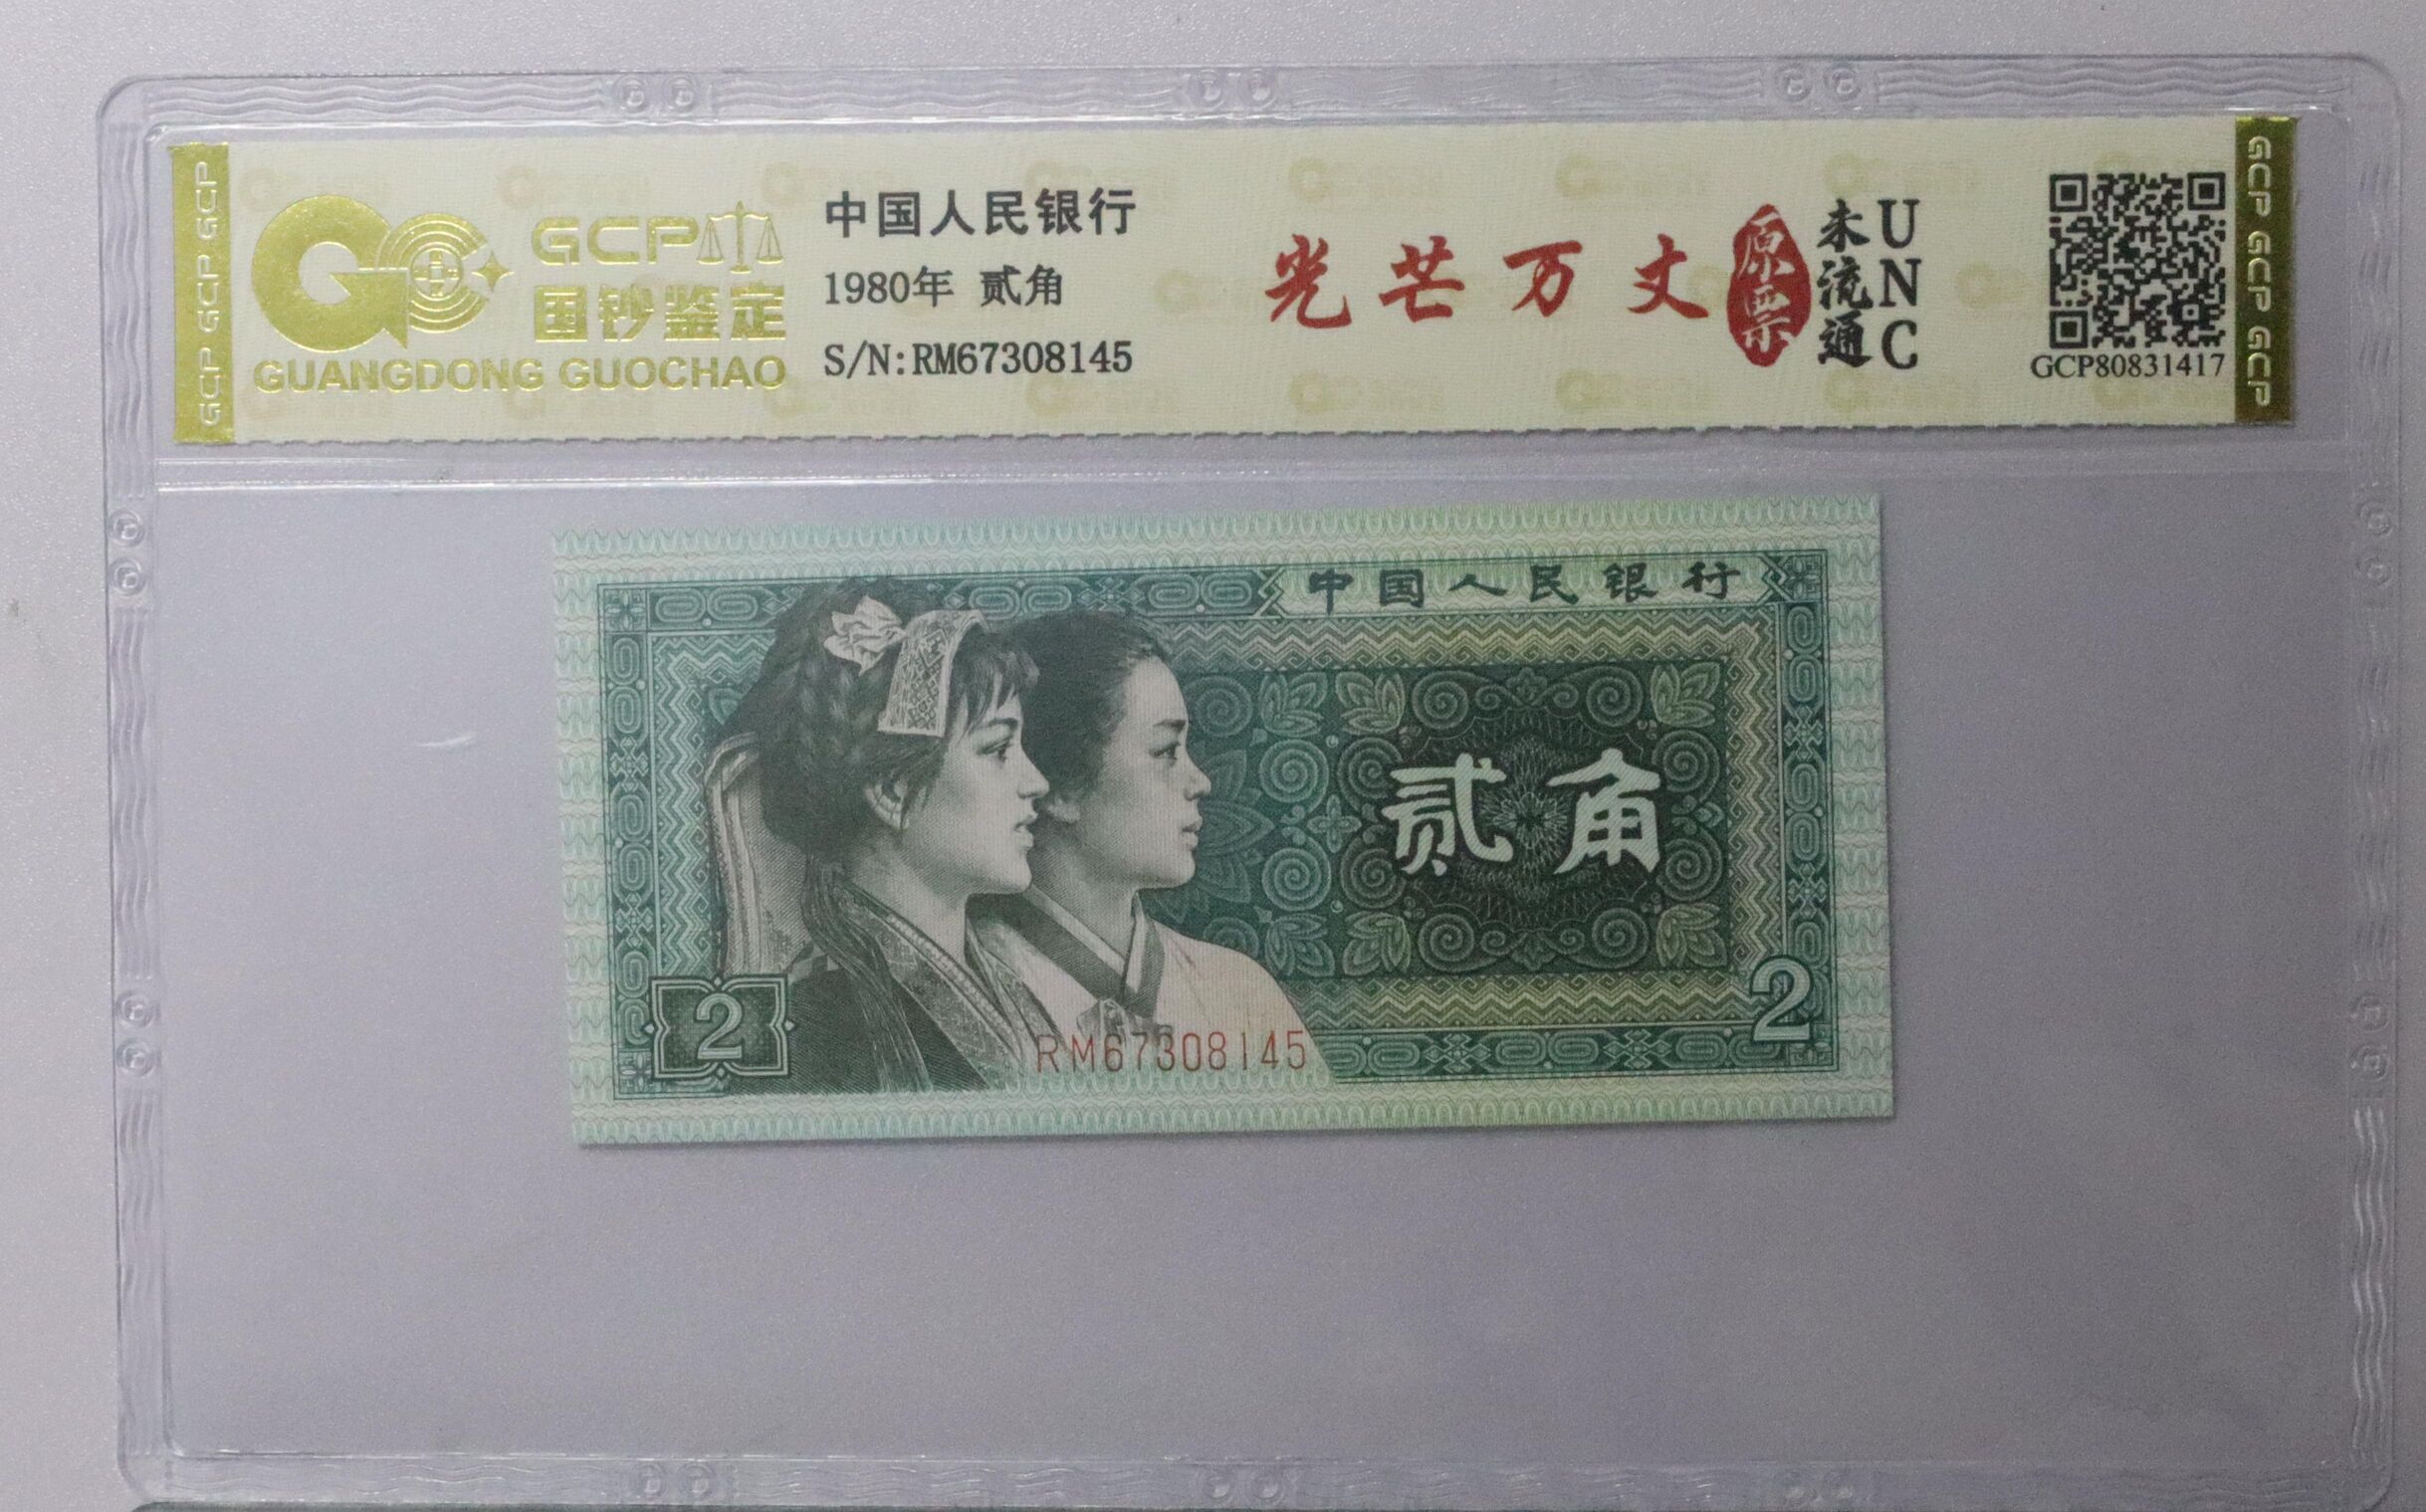 GCP GCP GCP
GCP
国钞鉴定
GUANGDONG GUOCHAO
中国人民银行
1980年 贰角
S/N:RM67308145
光芒万丈
原票
未流通
UNC
GCP80831417
GCP GCP GCP
中国人民银行
贰角
2
2
RM67308145